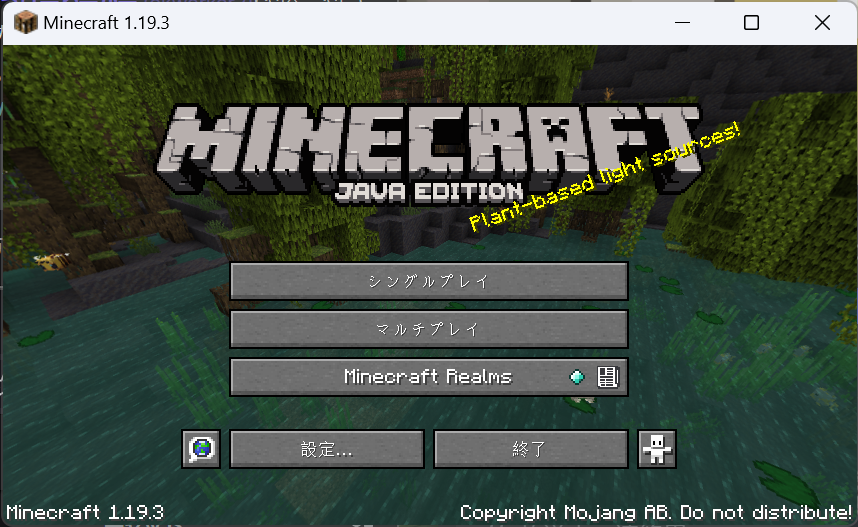 Minecraft 1.19.3
MINECRAFT
JAVA EDITION
Plant-based light sources!
シングルプレイ
マルチプレイ
Minecraft Realms
設定...
終了
Minecraft 1.19.3
Copyright Mojang AB. Do not distribute!